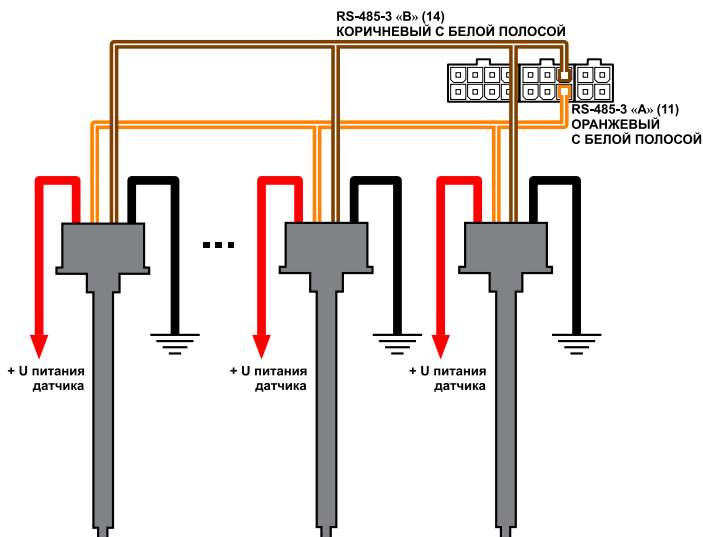 RS-485-3 «B» (14)
КОРИЧНЕВЫЙ С БЕЛОЙ ПОЛОСОЙ
RS-485-3 «А» (11)
ОРАНЖЕВЫЙ
С БЕЛОЙ ПОЛОСОЙ
+ U питания
датчика
+ U питания
датчика
+ U питания
датчика